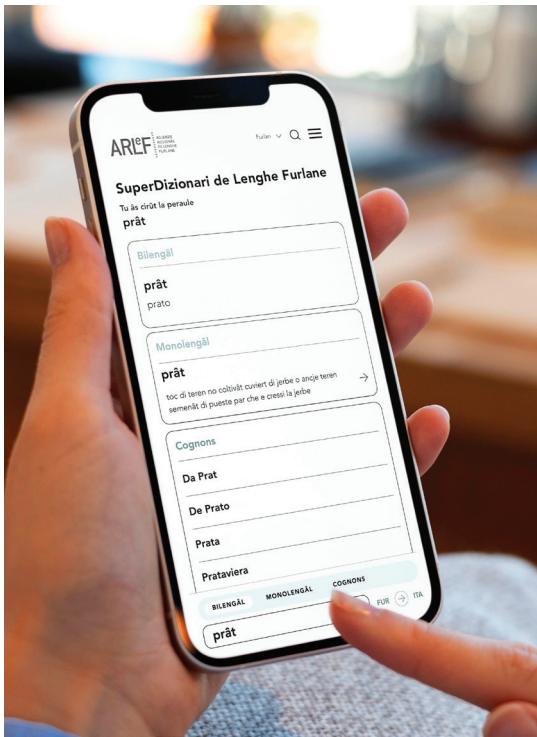 ARLeF
AGJENZIE
REGJONÂL
PE LENGHE
FURLANE
Furlan
SuperDizionari de Lenghe Furlane
Tu âs cirût la peraule
prât
Bilengâl
prât
prato
Monolengâl
prât
toc di teren no coltivât cuviert di jerbe o ancje teren
semenât di pueste par che e cressi la jerbe
Cognons
Da Prat
De Prato
Prata
Prataviera
BILENGÂL MONOLENGÂL COGNONS
prât FUR ITA